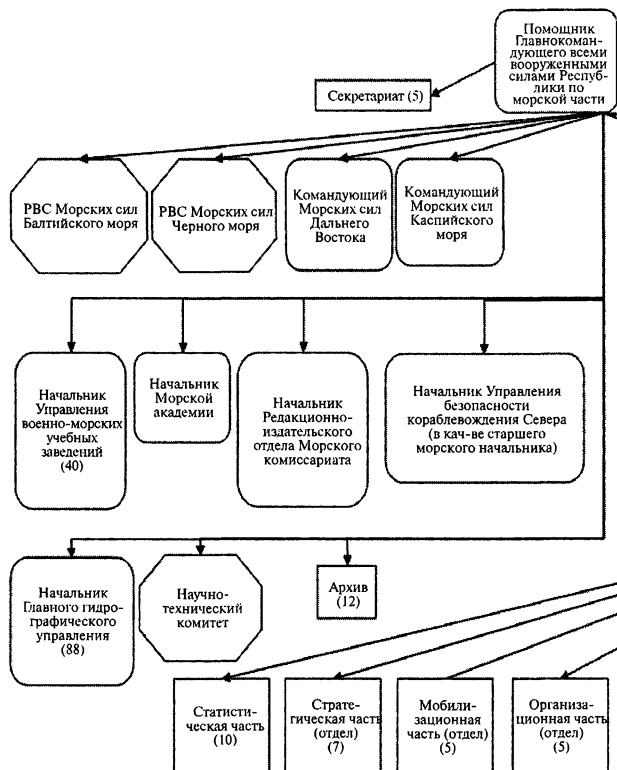 Помощник
Главнокоман-
дующего всеми
вооруженными
силами Респуб-
лики по
морской части
Секретариат (5)
РВС Морских сил
Балтийского моря
РВС Морских сил
Черного моря
Командующий
Морских сил
Дальнего
Востока
Командующий
Морских сил
Каспийского
моря
Начальник
Управления
военно-морских
учебных
заведений
(40)
Начальник
Морской
академии
Начальник
Редакционно-
издательского
отдела Морского
комиссариата
Начальник Управления
безопасности
кораблевождения Севера
(в кач-ве старшего
морского начальника)
Начальник
Главного гидро-
графического
управления
(88)
Научно-
технический
комитет
Архив
(12)
Статисти-
ческая часть
(10)
Страте-
гическая часть
(отдел)
(7)
Мобили-
зационная
часть (отдел)
(5)
Организа-
ционная часть
(отдел)
(5)